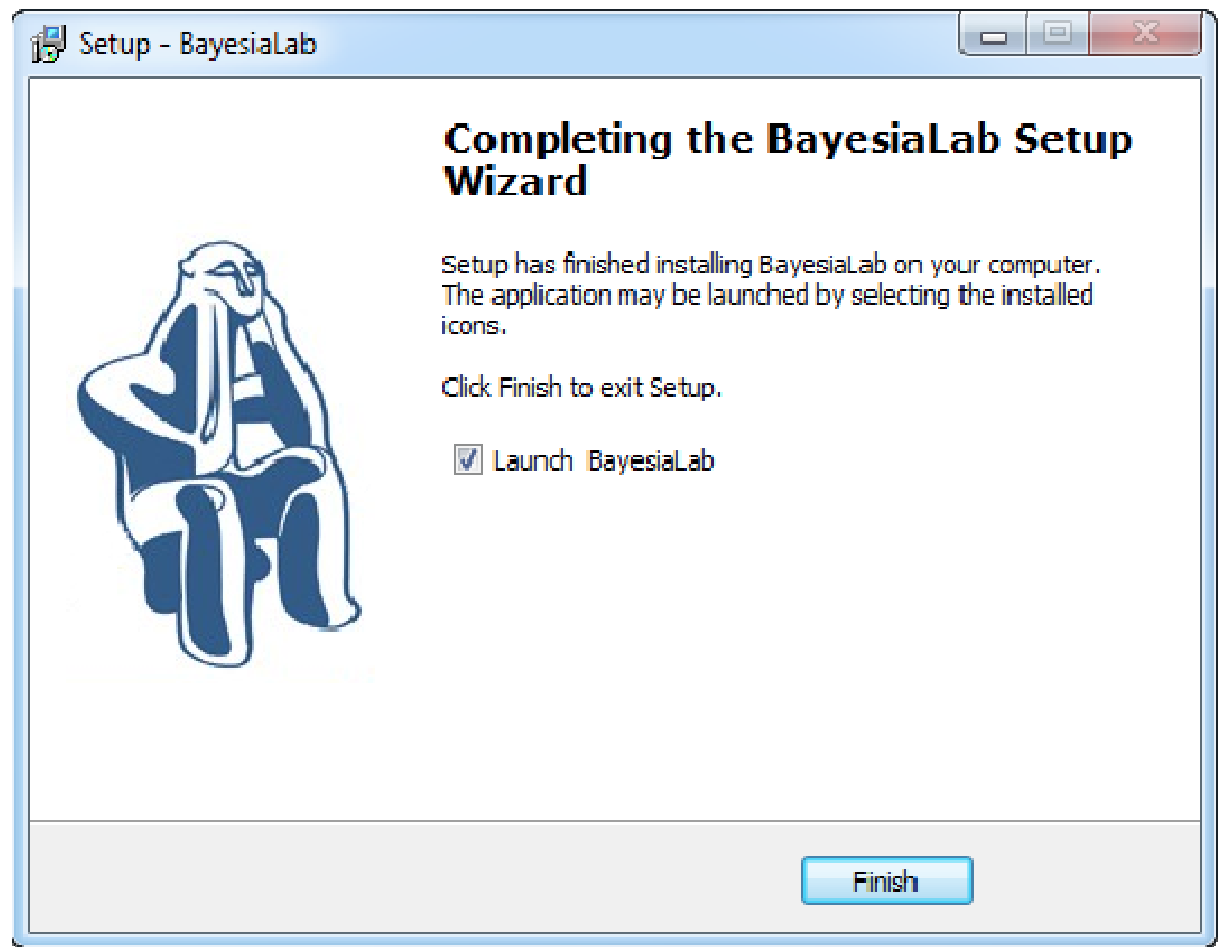 Setup - BayesiaLab
Completing the BayesiaLab Setup
Wizard
Setup has finished installing BayesiaLab on your computer.
The application may be launched by selecting the installed
icons.
Click Finish to exit Setup.
Launch BayesiaLab
Finish